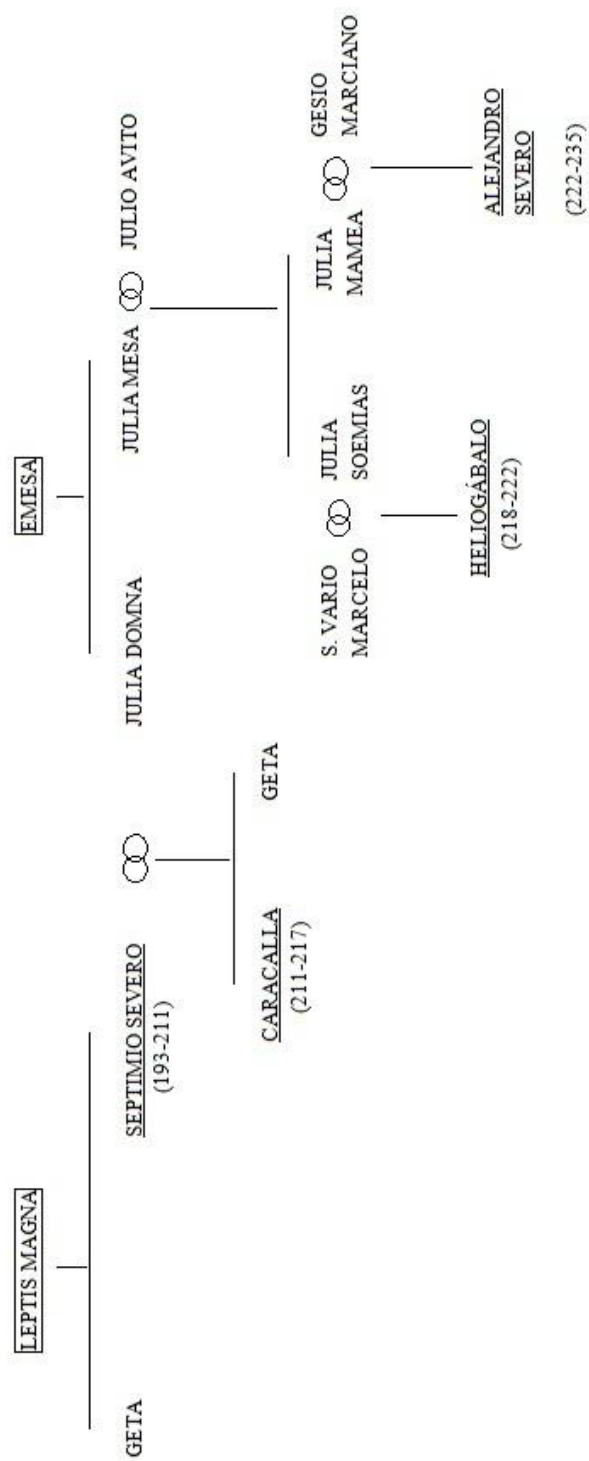 LEPTIS MAGNA
EMESA
GETA
SEPTIMIO SEVERO
(193-211)
JULIA DOMNA
JULIA MESA
JULIO AVITO
CARACALLA
(211-217)
GETA
S. VARIO
MARCELO
JULIA
SOEMIAS
JULIA
MAMEA
GESIO
MARCIANO
HELIOGÁBALO
(218-222)
ALEJANDRO
SEVERO
(222-235)